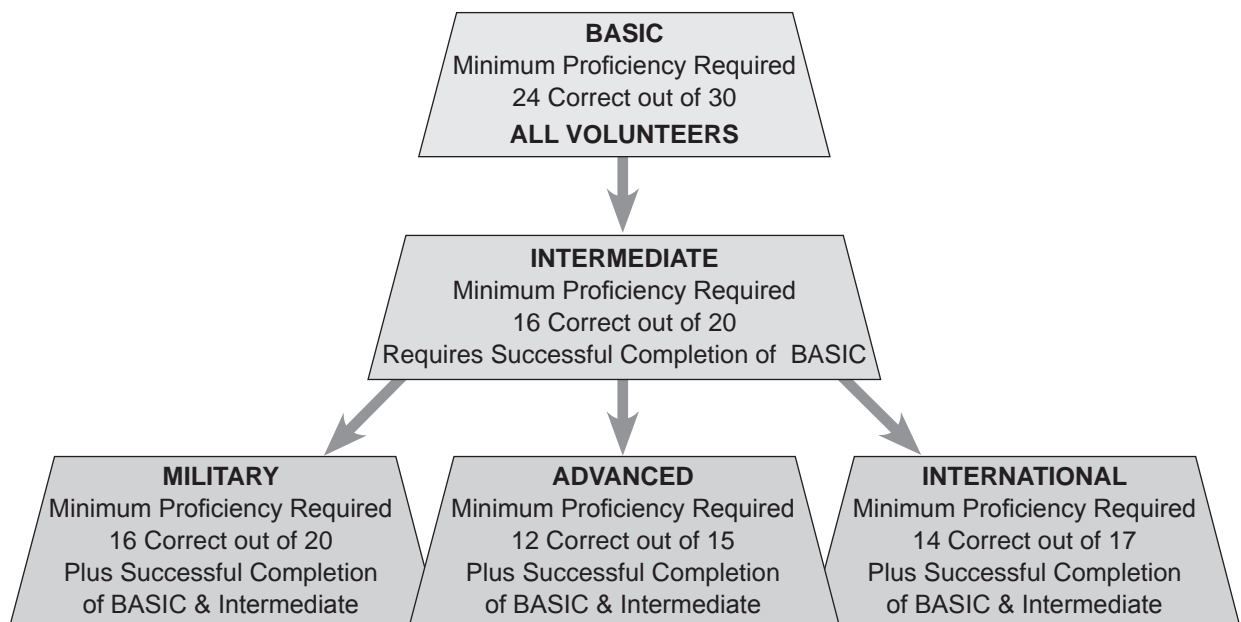 BASIC
Minimum Proficiency Required
24 Correct out of 30
ALL VOLUNTEERS
INTERMEDIATE
Minimum Proficiency Required
16 Correct out of 20
Requires Successful Completion of BASIC
MILITARY
Minimum Proficiency Required
16 Correct out of 20
Plus Successful Completion
of BASIC & Intermediate
ADVANCED
Minimum Proficiency Required
12 Correct out of 15
Plus Successful Completion
of BASIC & Intermediate
INTERNATIONAL
Minimum Proficiency Required
14 Correct out of 17
Plus Successful Completion
of BASIC & Intermediate